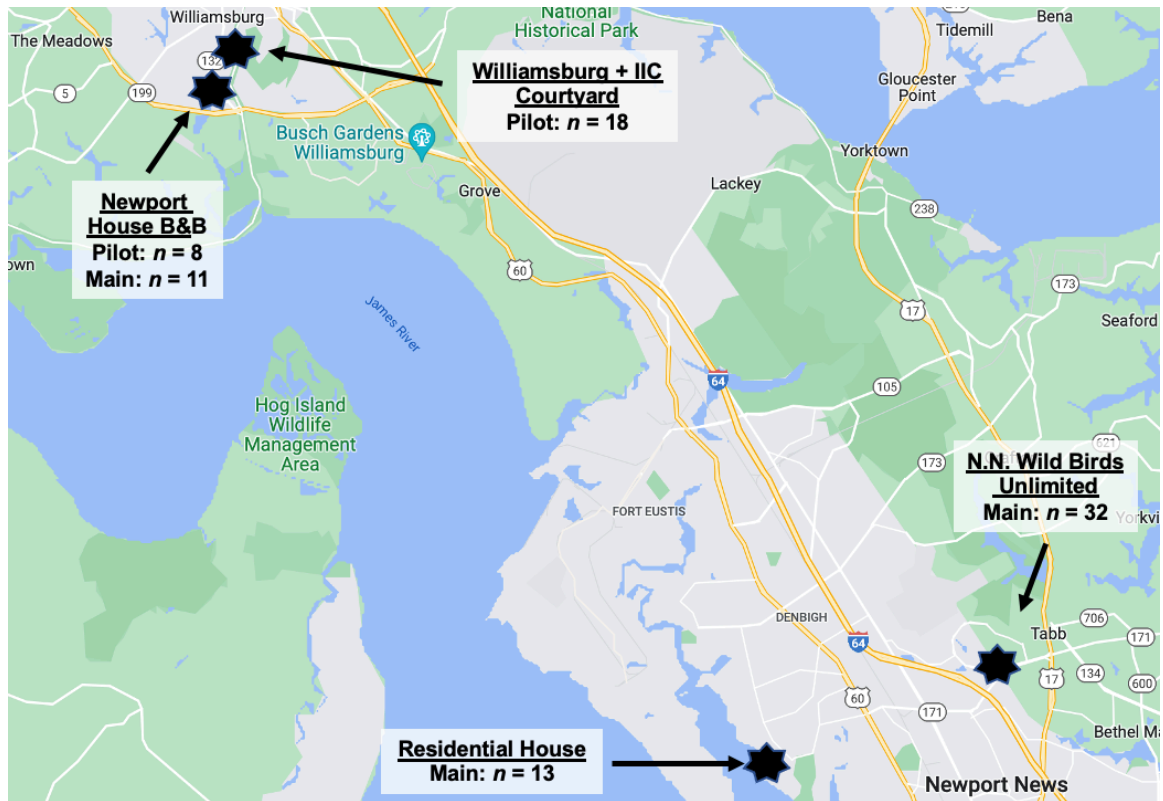 NATIONAL
Historical Park
Williamsburg
The Meadows
216
Bena
Tidemill
132
5
199
Williamsburg + IIC
Courtyard
Pilot: n = 18
Gloucester
Point
Busch Gardens
Williamsburg
Yorktown
Grove
Lackey
238
Newport
House B&B
Pilot: n = 8
Main: n = 11
own
60
173
17
Seaford
James River
64
105
Hog Island
Wildlife
Management
Area
173
621
N.N. Wild Birds
Unlimited
Main: n = 32
Yorkvi
FORT EUSTIS
DENBIGH
64
Tabb
706
171
17
134
600
60
171
Bethel Ma
Residential House
Main: n = 13
Newport News